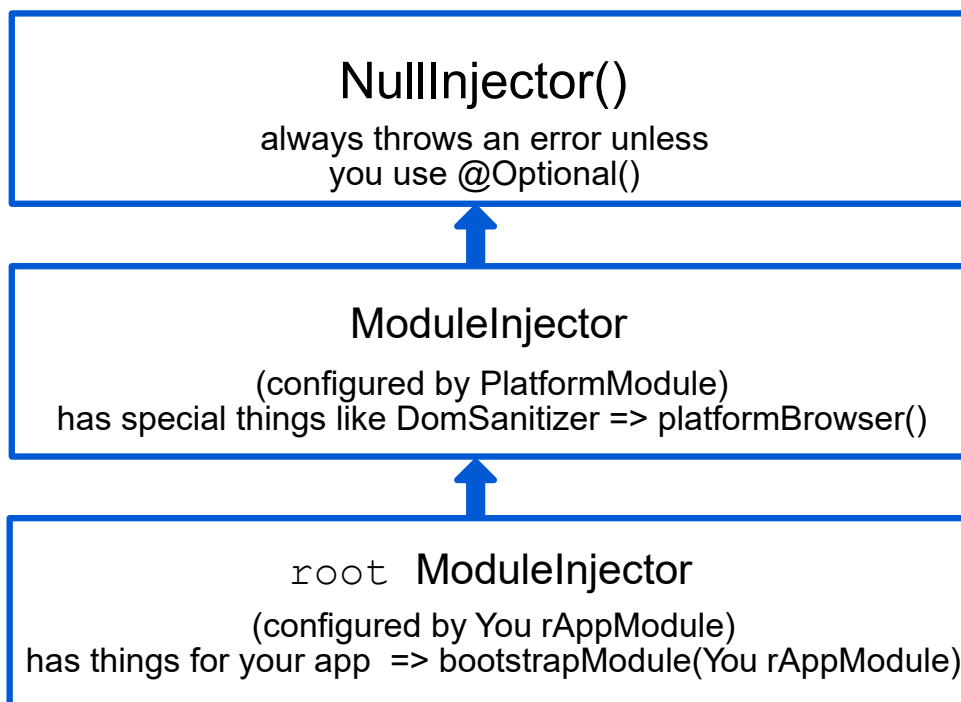 NullInjector()
always throws an error unless
you use @Optional()
ModuleInjector
(configured by PlatformModule)
has special things like DomSanitizer => platformBrowser()
root ModuleInjector
(configured by You rAppModule)
has things for your app => bootstrapModule(You rAppModule)